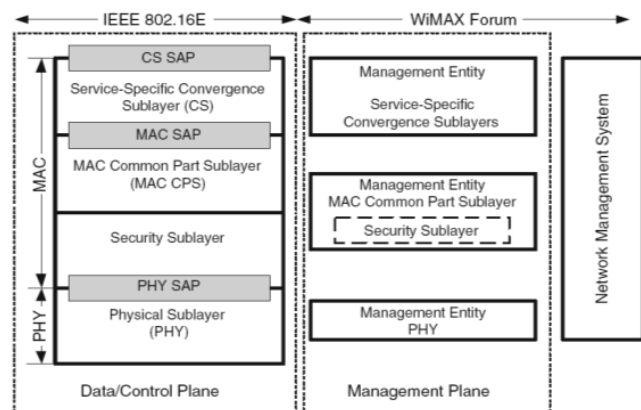 IEEE 802.16E
WiMAX Forum
CS SAP
Service-Specific Convergence
Sublayer (CS)
MAC SAP
MAC Common Part Sublayer
(MAC CPS)
Security Sublayer
PHY SAP
Physical Sublayer
(PHY)
MAC
PHY
Data/Control Plane
Management Entity
Service-Specific
Convergence Sublayers
Management Entity
MAC Common Part Sublayer
Security Sublayer
Management Entity
PHY
Management Plane
Network Management System